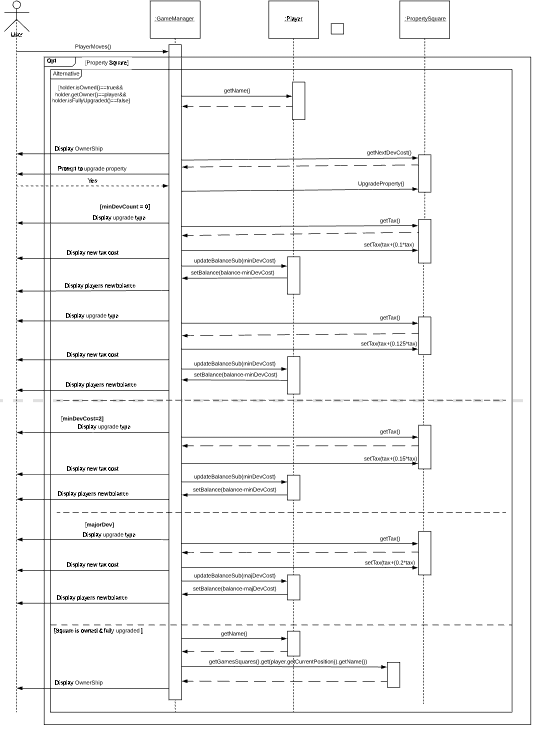 :GameManager
:Player
:PropertySquare
User
PlayerMoves()
Opt
[Property Square]
Alternative
[holder.isOwned()==true&&
holder.getOwner()==player&&
holder.isFullyUpgraded()==false]
getName()
Display OwnerShip
getNextDevCost()
Prompt to upgrade property
Yes
UpgradeProperty()
[minDevCount = 0]
Display upgrade type
getTax()
setTax(tax+(0.1*tax)
Display new tax cost
updateBalanceSub(minDevCost)
setBalance(balance-minDevCost)
Display players new balance
Display upgrade type
getTax()
setTax(tax+(0.125*tax)
Display new tax cost
updateBalanceSub(minDevCost)
setBalance(balance-minDevCost)
Display players new balance
[minDevCost=2]
Display upgrade type
getTax()
setTax(tax+(0.15*tax)
Display new tax cost
updateBalanceSub(minDevCost)
setBalance(balance-minDevCost)
Display players new balance
[majorDev]
Display upgrade type
getTax()
setTax(tax+(0.2*tax)
Display new tax cost
updateBalanceSub(majDevCost)
setBalance(balance-majDevCost)
Display players new balance
[Square is owned & fully upgraded ]
getName()
getGamesSquares().get(player.getCurrentPosition().getName())
Display OwnerShip